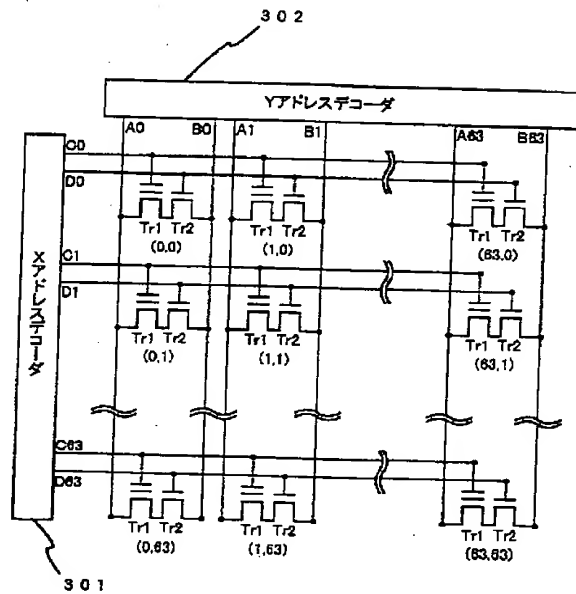 302
Yアドレスデコーダ
A0 B0 A1 B1 A63 B63
C0
D0
Tr1 Tr2 Tr1 Tr2 Tr1 Tr2
(0,0) (1,0) (63,0)
C1
D1
Tr1 Tr2 Tr1 Tr2 Tr1 Tr2
(0,1) (1,1) (63,1)
Xアドレスデコーダ
C63
D63
Tr1 Tr2 Tr1 Tr2 Tr1 Tr2
(0,63) (1,63) (63,63)
301